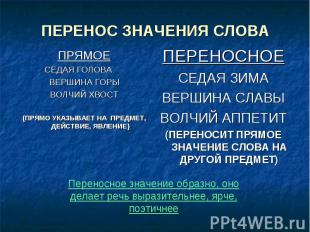 ПЕРЕНОС ЗНАЧЕНИЯ СЛОВА
ПРЯМОЕ
СЕДАЯ ГОЛОВА
ВЕРШИНА ГОРЫ
ВОЛЧИЙ ХВОСТ
(ПРЯМО УКАЗЫВАЕТ НА ПРЕДМЕТ,
ДЕЙСТВИЕ, ЯВЛЕНИЕ)
ПЕРЕНОСНОЕ
СЕДАЯ ЗИМА
ВЕРШИНА СЛАВЫ
ВОЛЧИЙ АППЕТИТ
(ПЕРЕНОСИТ ПРЯМОЕ
ЗНАЧЕНИЕ СЛОВА НА
ДРУГОЙ ПРЕДМЕТ)
Переносное значение образно, оно
делает речь выразительнее, ярче,
поэтичнее
PPt4WEB.ru